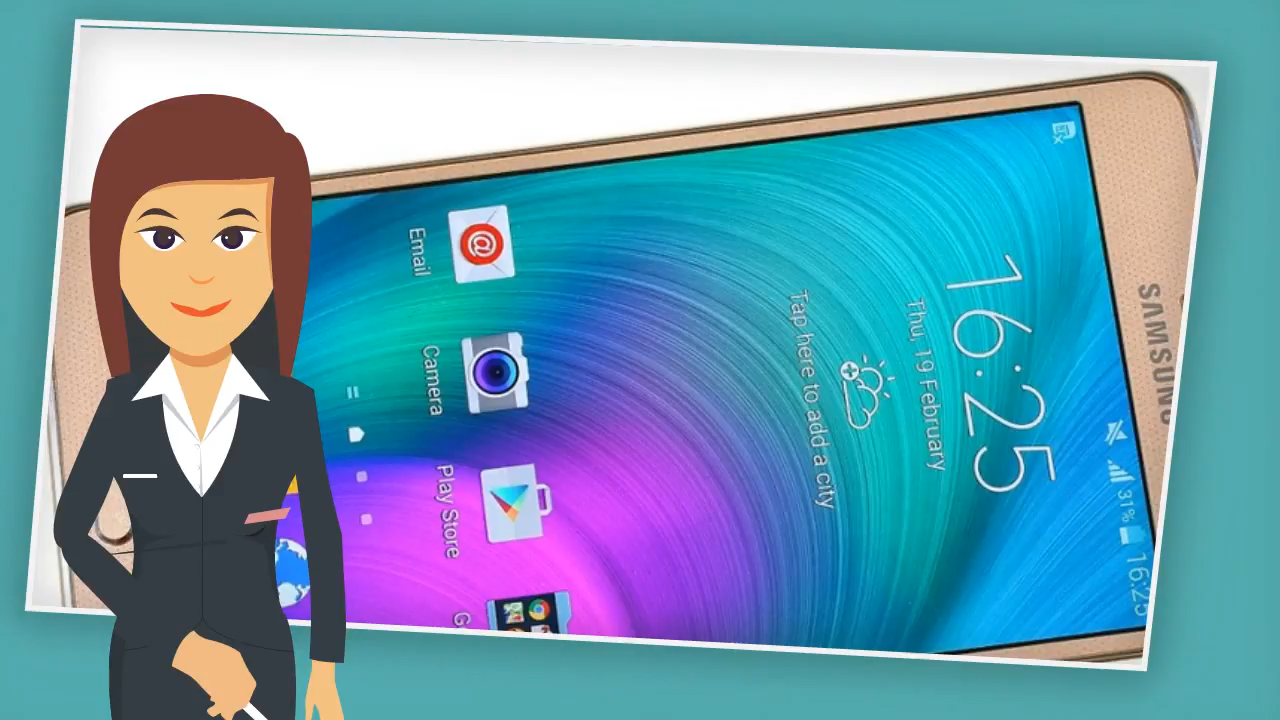 SAMSUNG
31% 16:25
16:25
Thu, 19 February
Tap here to add a city
Email
Camera
Play Store